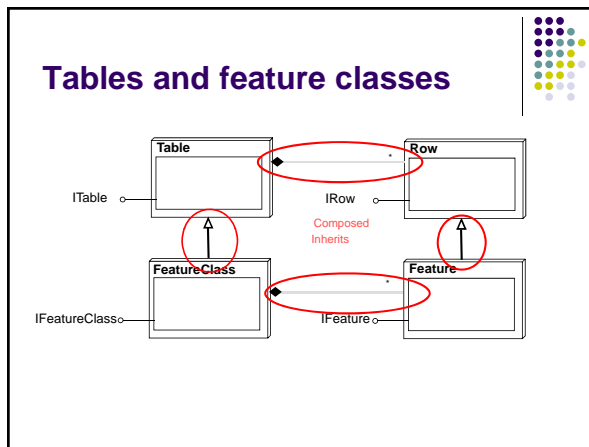 Tables and feature classes
Table
*
Row
ITable
IRow
Composed
Inherits
FeatureClass
*
Feature
IFeatureClass
IFeature